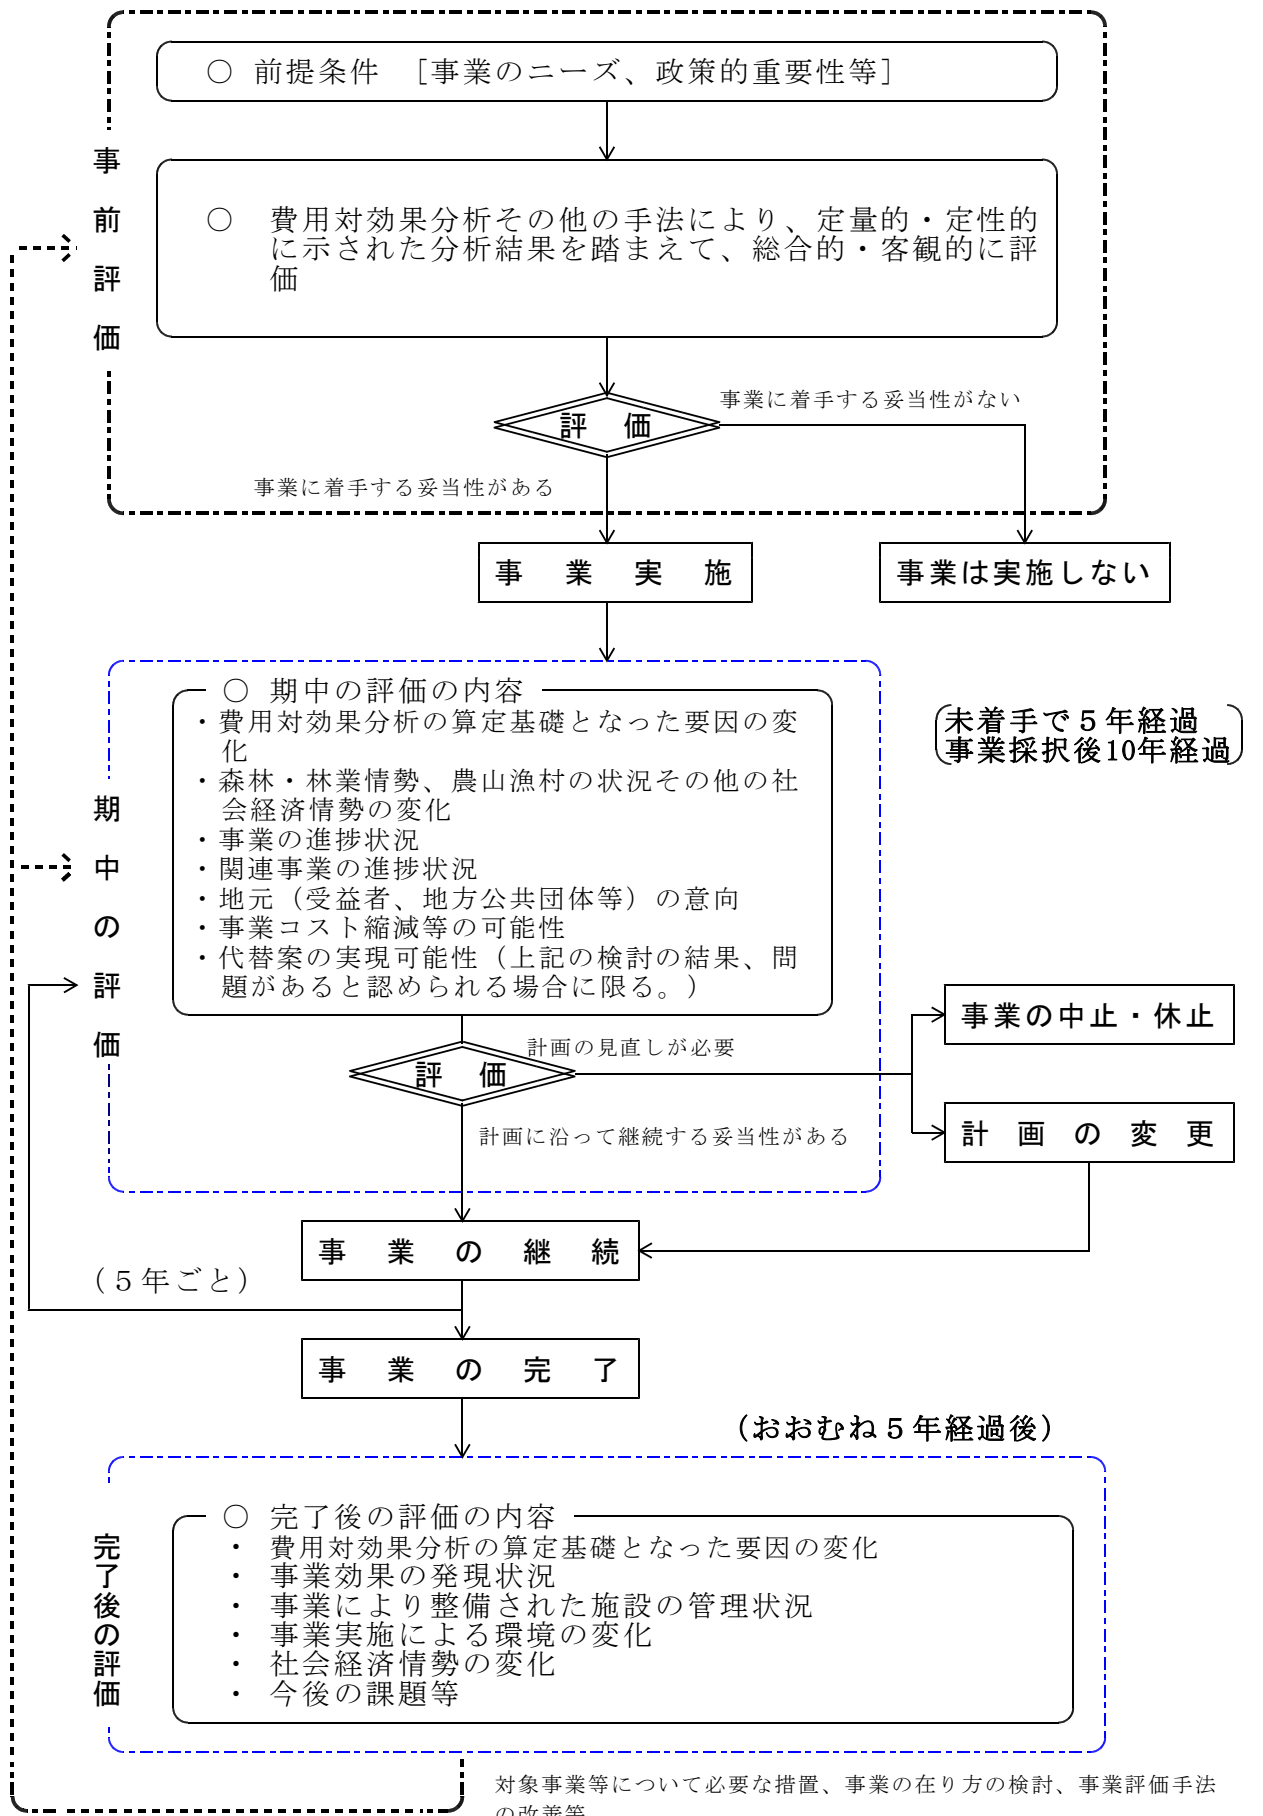 ○ 前提条件 ［事業のニーズ、政策的重要性等］
事前評価
○ 費用対効果分析その他の手法により、定量的・定性的
に示された分析結果を踏まえて、総合的・客観的に評
価
事業に着手する妥当性がない
評 価
事業に着手する妥当性がある
事 業 実 施
事業は実施しない
○ 期中の評価の内容
・費用対効果分析の算定基礎となった要因の変
化
・森林・林業情勢、農山漁村の状況その他の社
会経済情勢の変化
・事業の進捗状況
・関連事業の進捗状況
・地元（受益者、地方公共団体等）の意向
・事業コスト縮減等の可能性
・代替案の実現可能性（上記の検討の結果、問
題があると認められる場合に限る。）
未着手で５年経過
事業採択後10年経過
期中の評価
事業の中止・休止
計画の見直しが必要
評 価
計画に沿って継続する妥当性がある
計 画 の 変 更
事 業 の 継 続
（５年ごと）
事 業 の 完 了
（おおむね５年経過後）
○ 完了後の評価の内容
・ 費用対効果分析の算定基礎となった要因の変化
・ 事業効果の発現状況
・ 事業により整備された施設の管理状況
・ 事業実施による環境の変化
・ 社会経済情勢の変化
・ 今後の課題等
完了後の評価
対象事業等について必要な措置、事業の在り方の検討、事業評価手法
の改善等